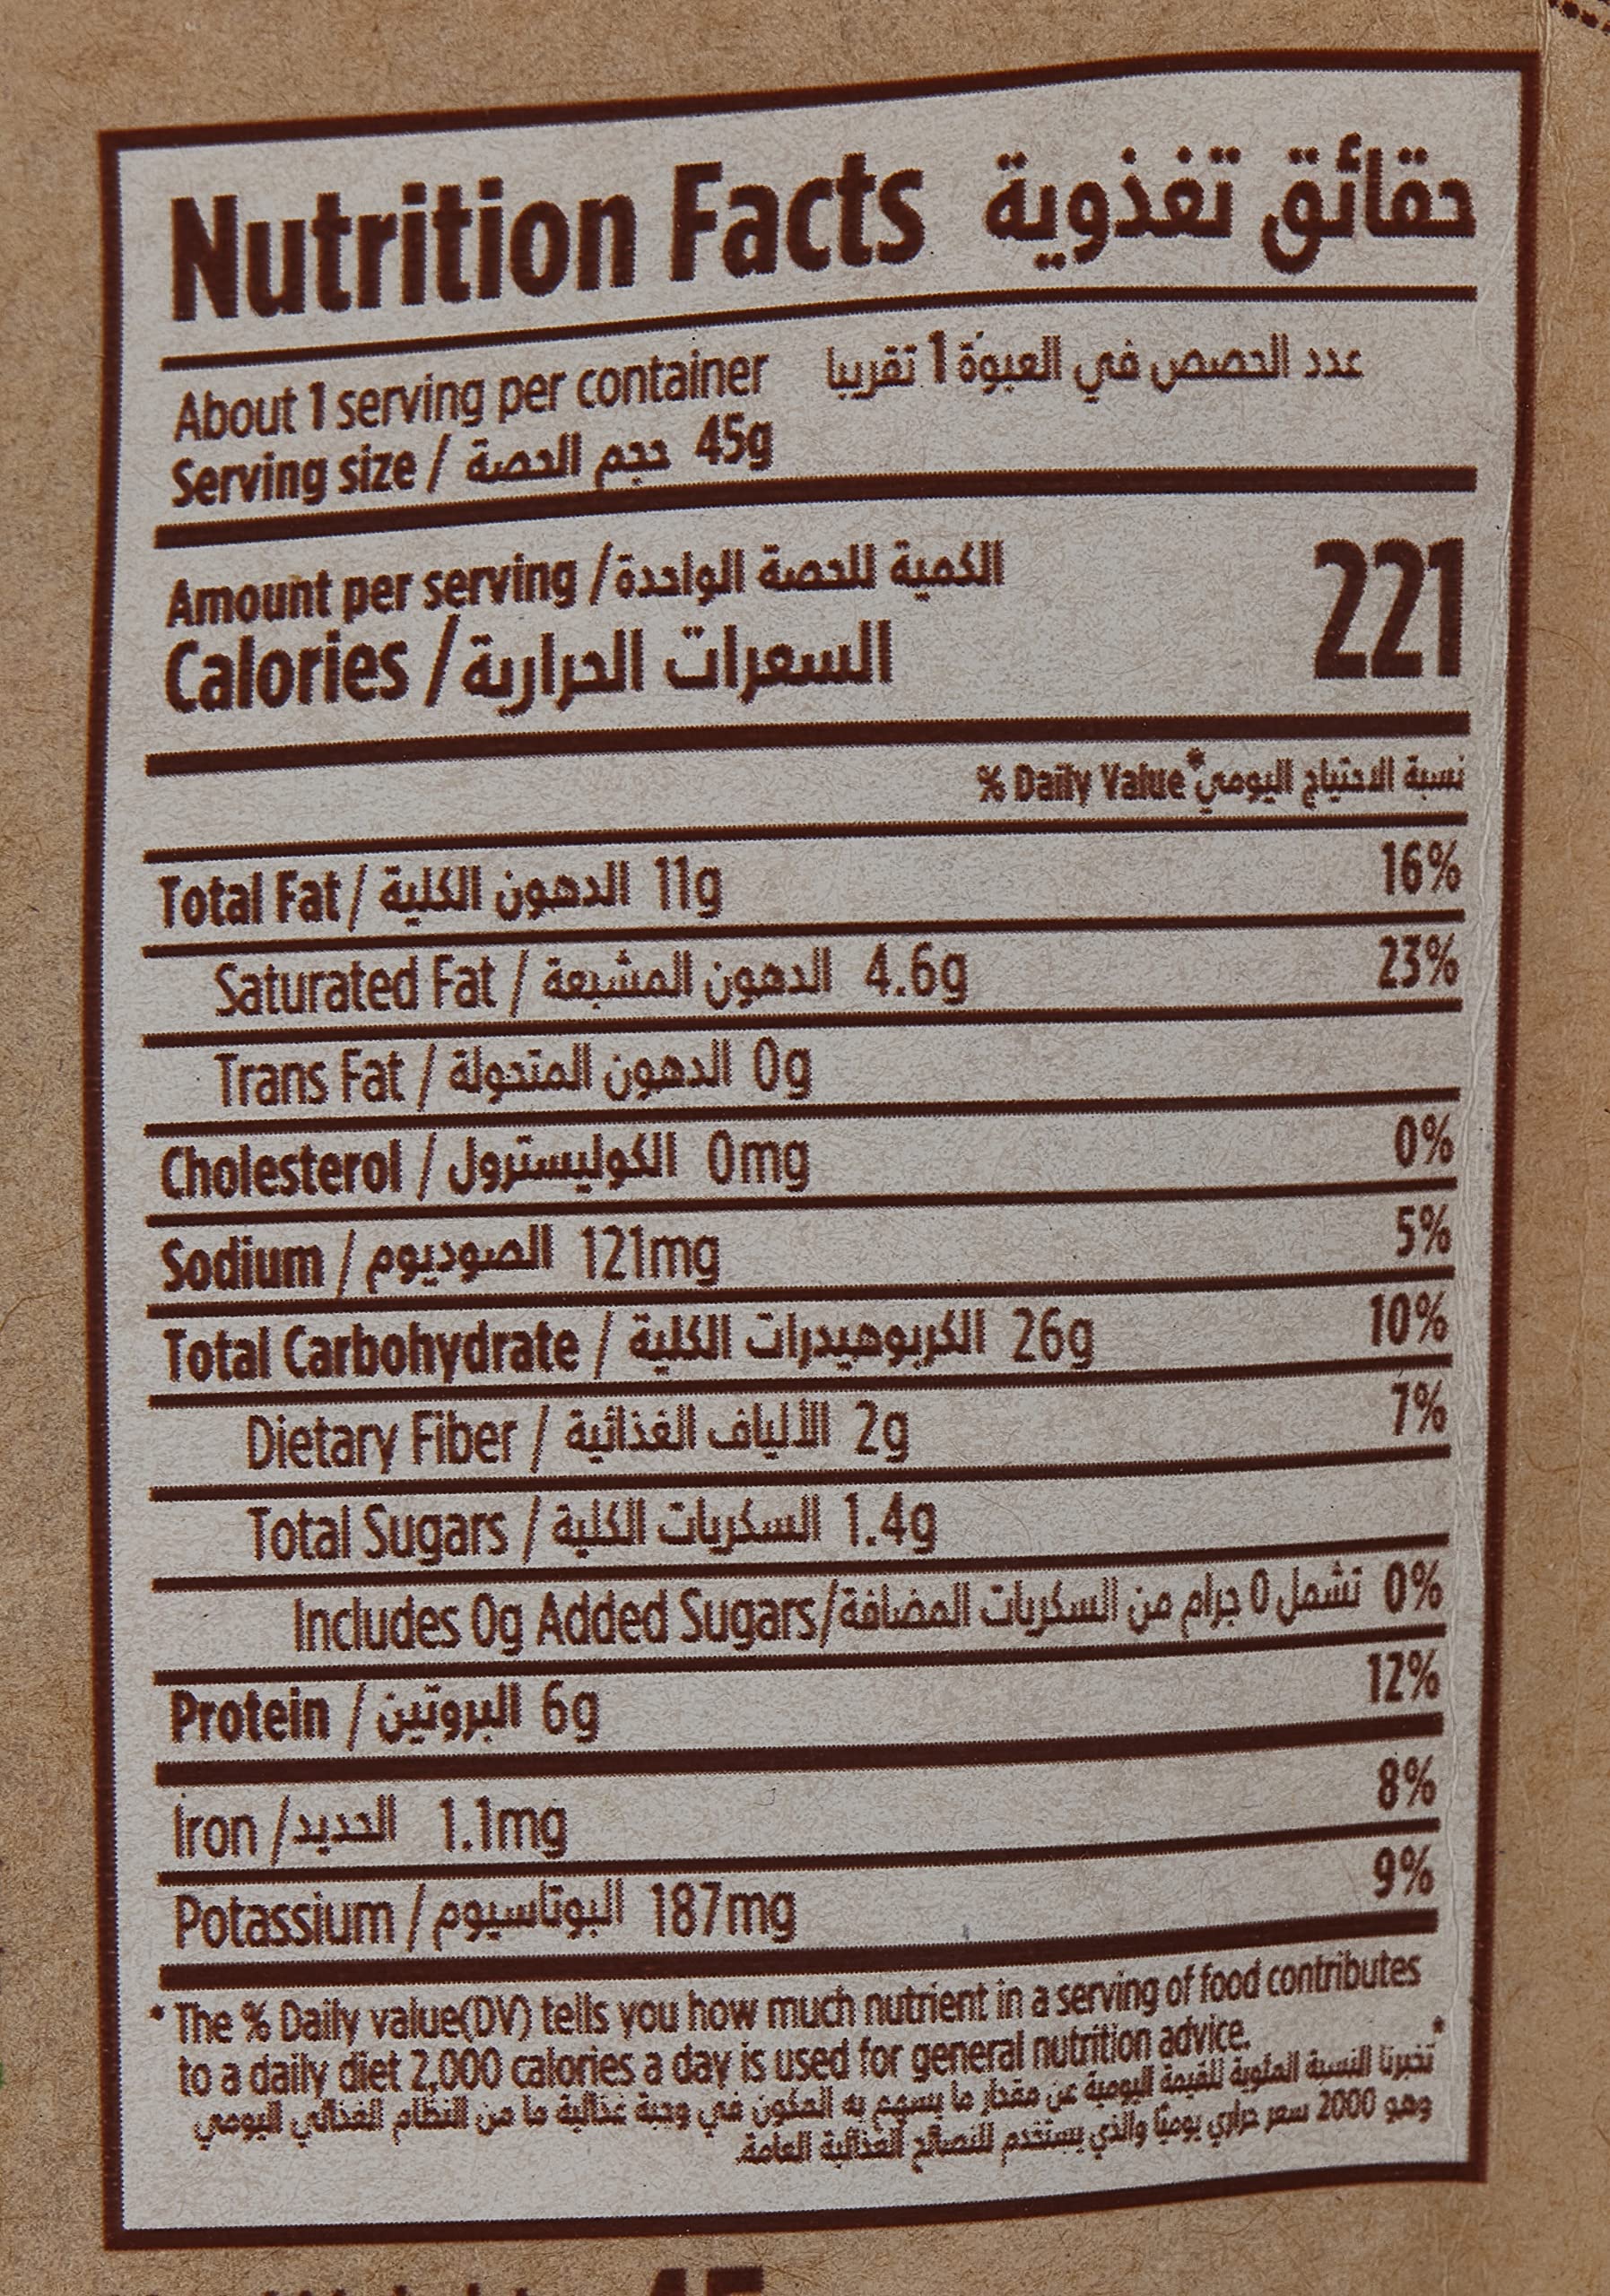 Nutrition Facts حقائق تغذوية
About 1 serving per container عدد الحصص في العبوة 1 تقريبا
Serving size / حجم الحصة 45g
Amount per serving / الكمية للحصة الواحدة
Calories / السعرات الحرارية 221
% Daily Value* نسبة الاحتياج اليومي
Total Fat / الدهون الكلية 11g 16%
Saturated Fat / الدهون المشبعة 4.6g 23%
Trans Fat / الدهون المتحولة 0g
Cholesterol / الكوليسترول 0mg 0%
Sodium / الصوديوم 121mg 5%
Total Carbohydrate / الكربوهيدرات الكلية 26g 10%
Dietary Fiber / الألياف الغذائية 2g 7%
Total Sugars / السكريات الكلية 1.4g
Includes 0g Added Sugars/ تشمل 0 جرام من السكريات المضافة 0%
Protein / البروتين 6g 12%
Iron / الحديد 1.1mg 8%
Potassium / البوتاسيوم 187mg 9%
* The % Daily value(DV) tells you how much nutrient in a serving of food contributes
to a daily diet 2,000 calories a day is used for general nutrition advice.
* تخبرنا النسبة المئوية للقيمة اليومية عن مقدار ما يسهم به المكون في وجبة غذائية ما من النظام الغذائي اليومي
وهو 2000 سعر حراري يوميًا والذي يستخدم للنصائح الغذائية العامة.